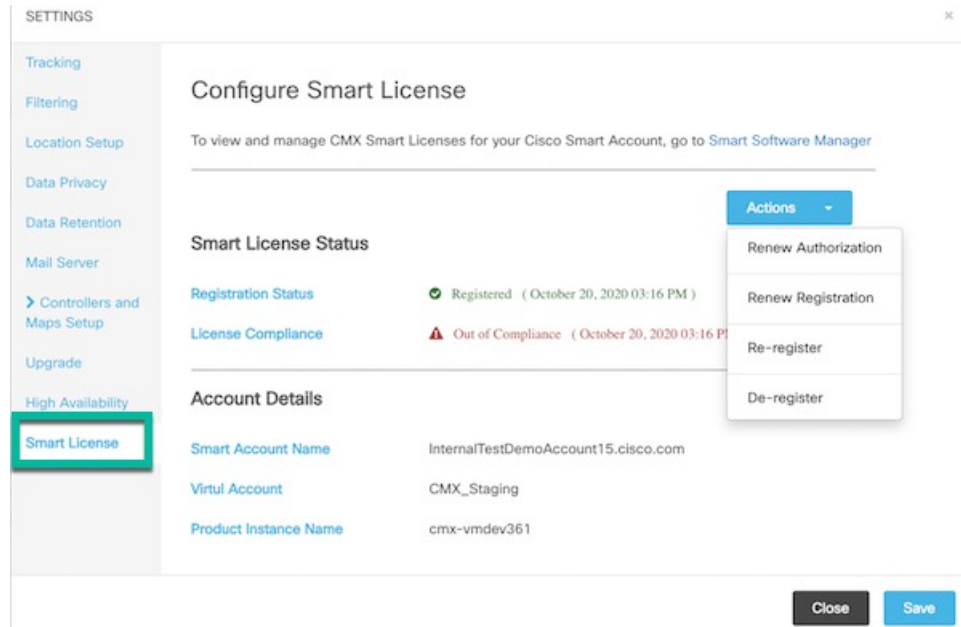 SETTINGS
×
Tracking
Filtering
Location Setup
Data Privacy
Data Retention
Mail Server
Controllers and
Maps Setup
Upgrade
High Availability
Smart License
Configure Smart License
To view and manage CMX Smart Licenses for your Cisco Smart Account, go to Smart Software Manager
Actions
Renew Authorization
Renew Registration
Re-register
De-register
Smart License Status
Registration Status Registered ( October 20, 2020 03:16 PM )
License Compliance Out of Compliance ( October 20, 2020 03:16
Account Details
Smart Account Name InternalTestDemoAccount15.cisco.com
Virtul Account CMX_Staging
Product Instance Name cmx-vmdev361
Close Save